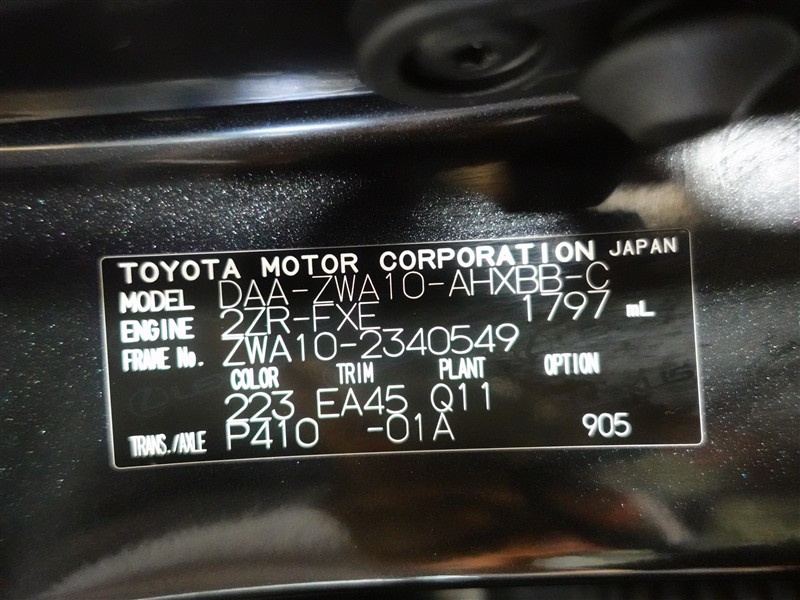 TOYOTA MOTOR CORPORATION JAPAN
MODEL DAA-ZWA10-AHXBB-C
ENGINE 2ZR-FXE 1797 mL
FRAME No. ZWA10-2340549
COLOR TRIM PLANT OPTION
223 EA45 Q11
TRANS./AXLE P410 -01A 905